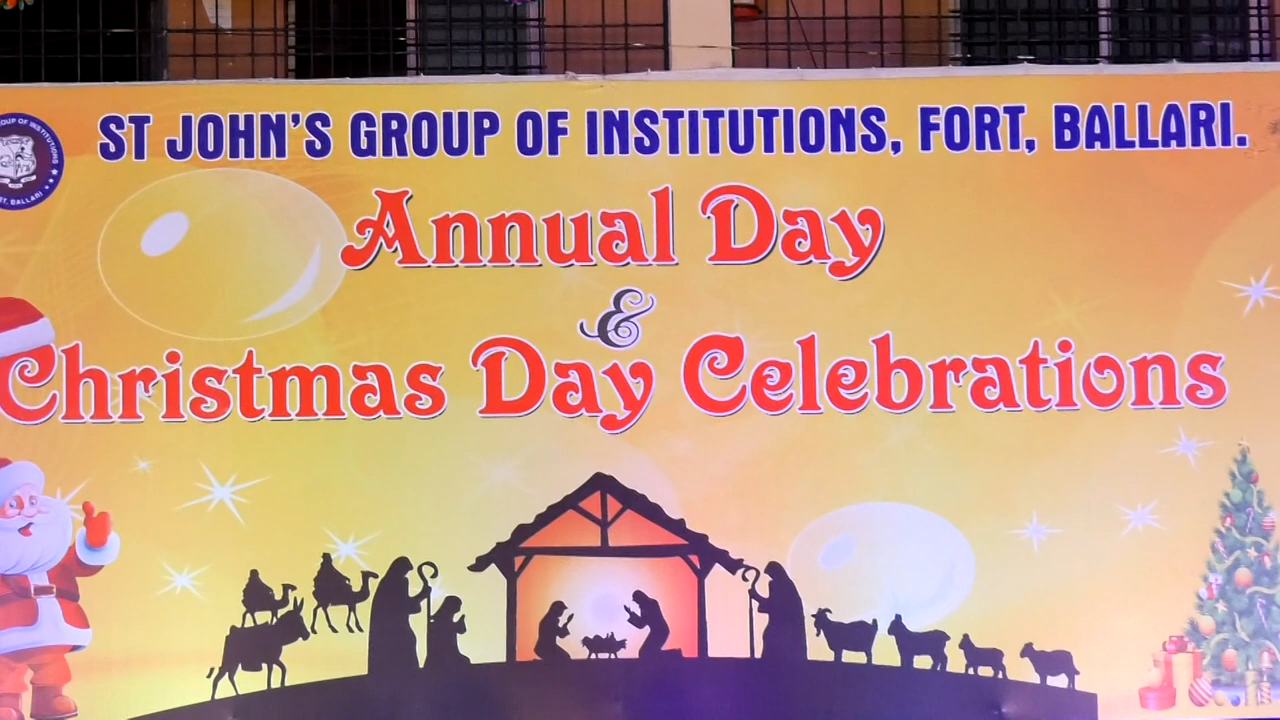 ST JOHN'S GROUP OF INSTITUTIONS, FORT, BALLARI.
Annual Day
&
Christmas Day Celebrations